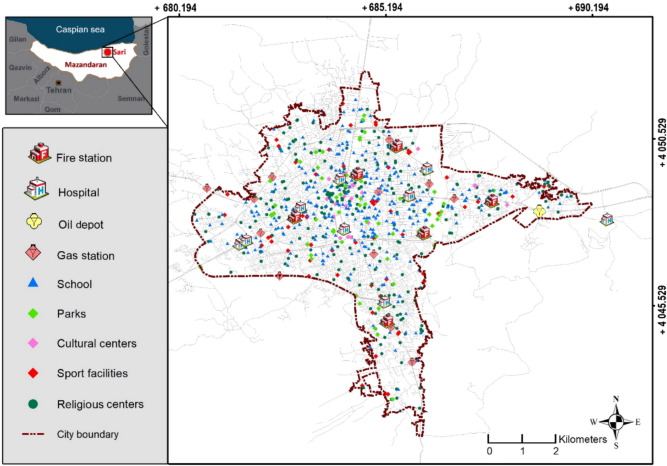 + 680.194
+ 685.194
+ 690.194
Caspian sea
Gilan
Golestan
Sari
Qazvin
Alborz
Mazandaran
Tehran
Markasi
Semnan
Qom
+ 4 050.529
+ 4 045.529
Fire station
Hospital
Oil depot
Gas station
School
Parks
Cultural centers
Sport facilities
Religious centers
City boundary
N
W
E
S
0 1 2
Kilometers